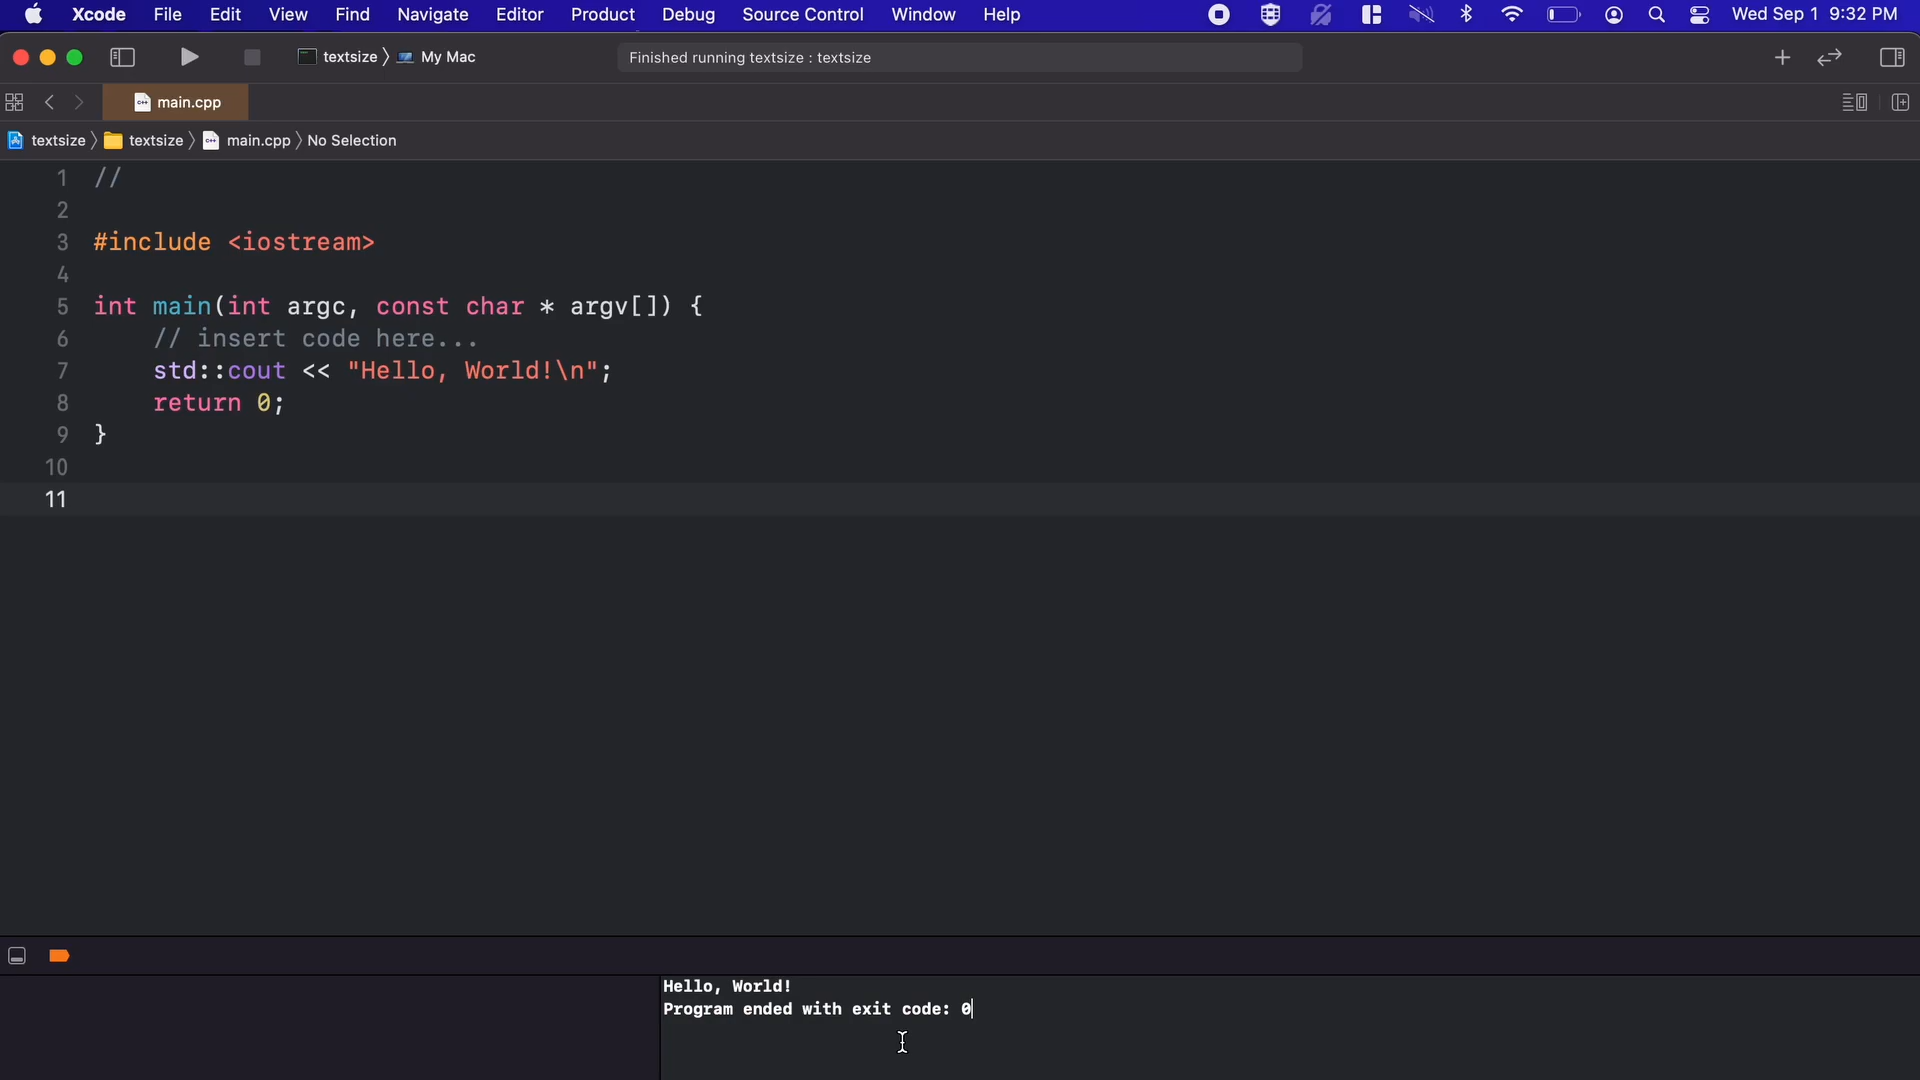 Xcode File Edit View Find Navigate Editor Product Debug Source Control Window Help Wed Sep 1 9:32 PM
textsize 〉 My Mac Finished running textsize : textsize
main.cpp
textsize 〉 textsize 〉 main.cpp 〉 No Selection
1 //
2
3 #include <iostream>
4
5 int main(int argc, const char * argv[]) {
6 // insert code here...
7 std::cout << "Hello, World!\n";
8 return 0;
9 }
10
11
Hello, World!
Program ended with exit code: 0